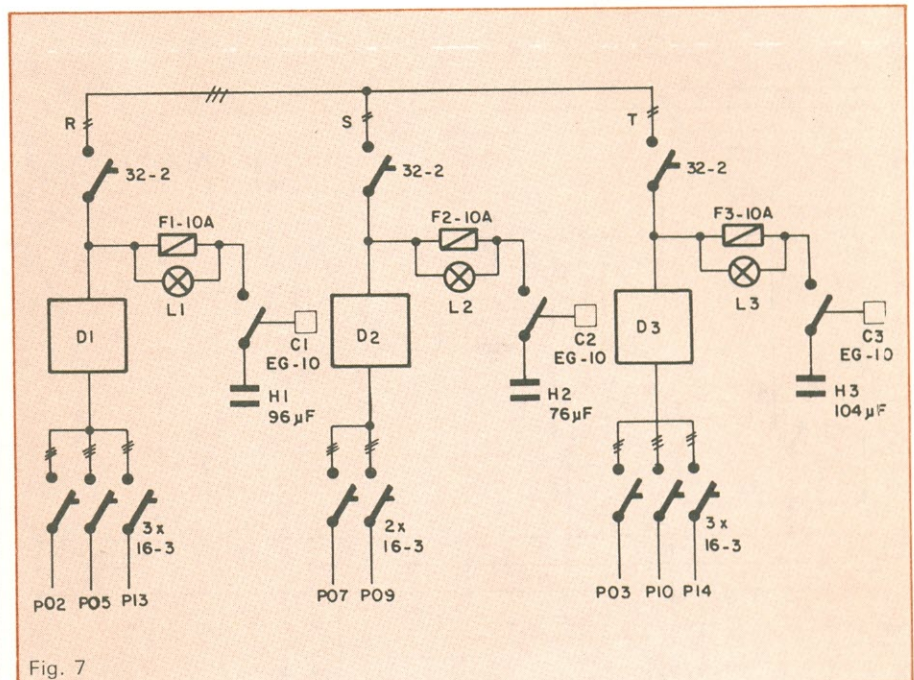 R
S
T
32-2
32-2
32-2
F1-10A
F2-10A
F3-10A
L1
L2
L3
D1
D2
D3
C1
EG-10
C2
EG-10
C3
EG-10
H1
96µF
H2
76µF
H3
104µF
3x
16-3
2x
16-3
3x
16-3
P02 P05 P13
P07 P09
P03 P10 P14
Fig. 7